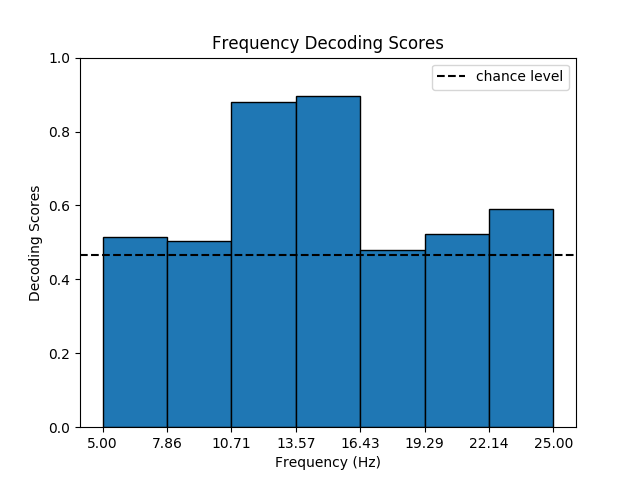 Frequency Decoding Scores
chance level
1.0
0.8
0.6
0.4
0.2
0.0
Decoding Scores
5.00 7.86 10.71 13.57 16.43 19.29 22.14 25.00
Frequency (Hz)